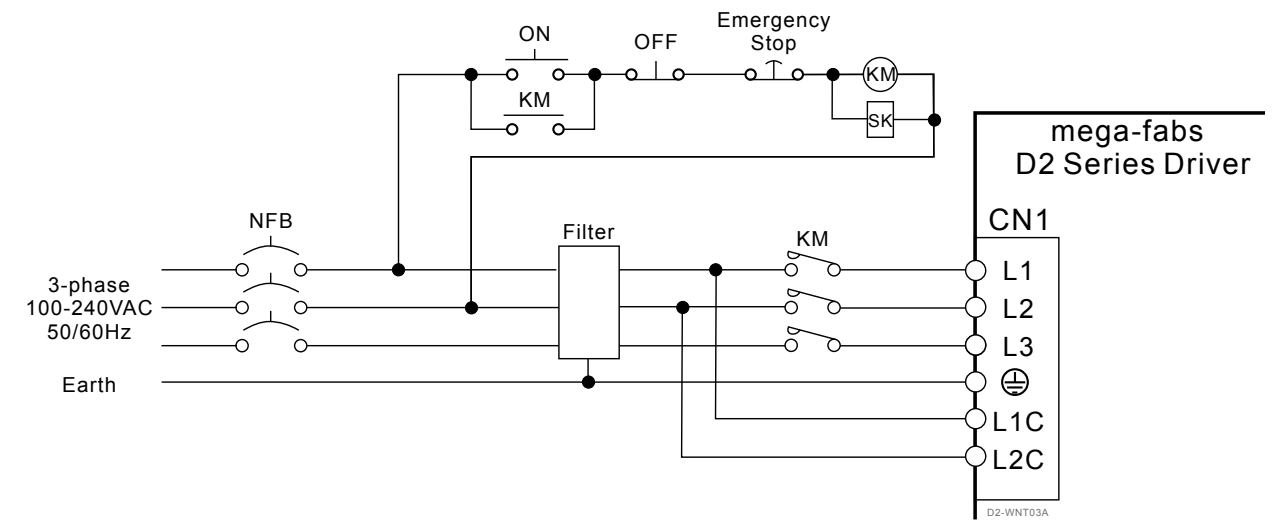 Emergency
Stop
ON
OFF
KM
KM
SK
mega-fabs
D2 Series Driver
CN1
NFB
Filter
KM
3-phase
100-240VAC
50/60Hz
Earth
L1
L2
L3
L1C
L2C
D2-WNT03A